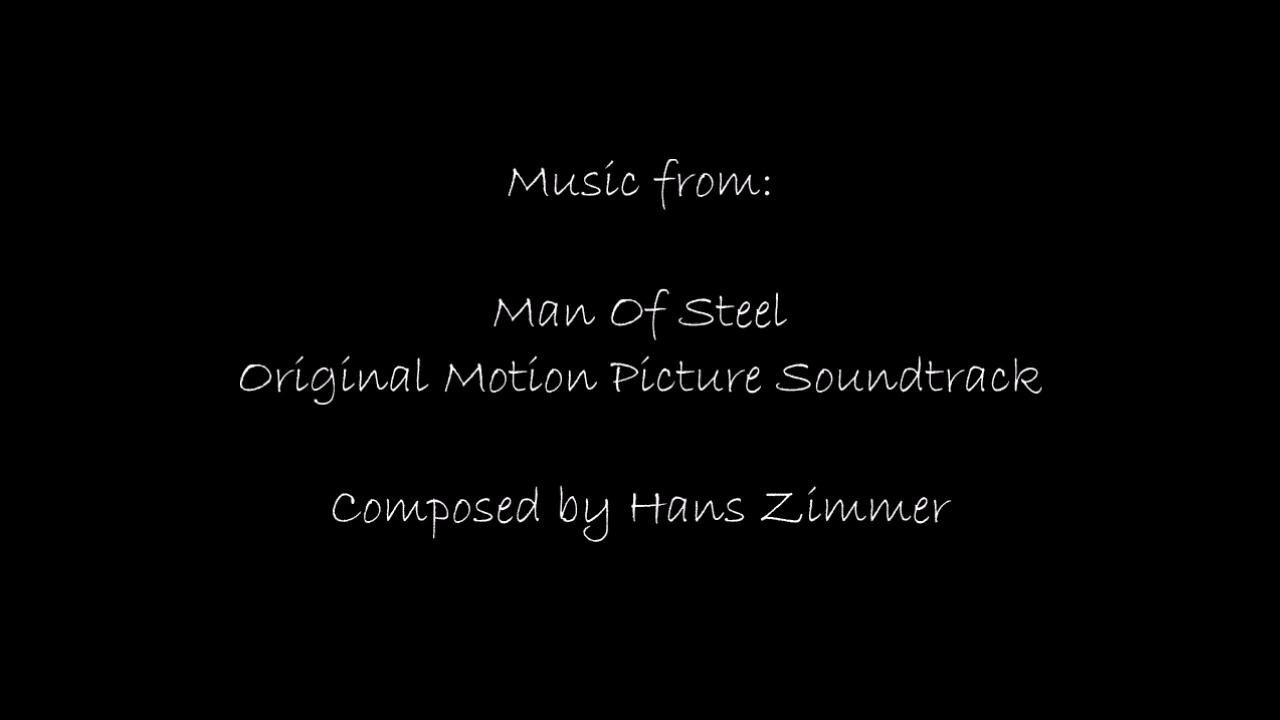 Music from:
Man Of Steel
Original Motion Picture Soundtrack
Composed by Hans Zimmer